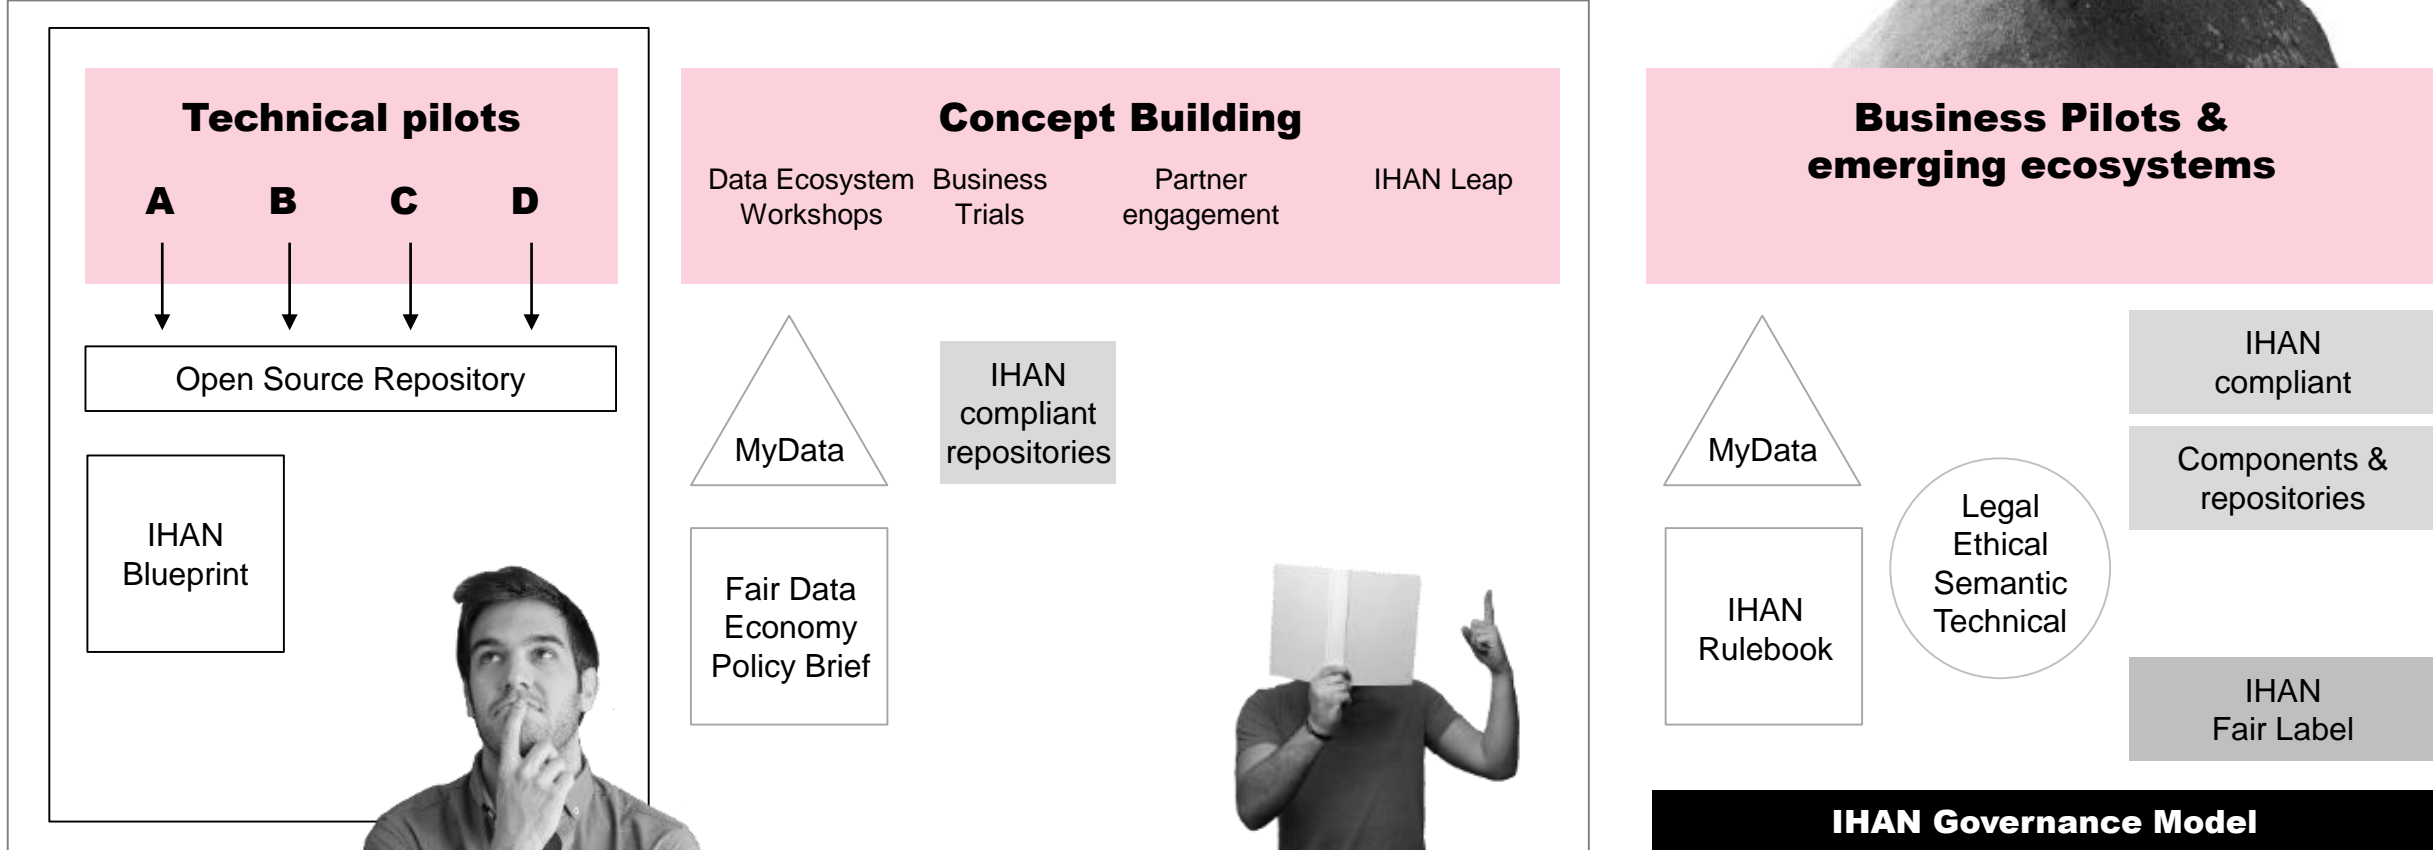 Technical pilots
A B C D
Open Source Repository
IHAN
Blueprint
Concept Building
Data Ecosystem
Workshops
Business
Trials
Partner
engagement
IHAN Leap
MyData
IHAN
compliant
repositories
Fair Data
Economy
Policy Brief
Business Pilots &
emerging ecosystems
MyData
IHAN
compliant
Components &
repositories
Legal
Ethical
Semantic
Technical
IHAN
Rulebook
IHAN
Fair Label
IHAN Governance Model